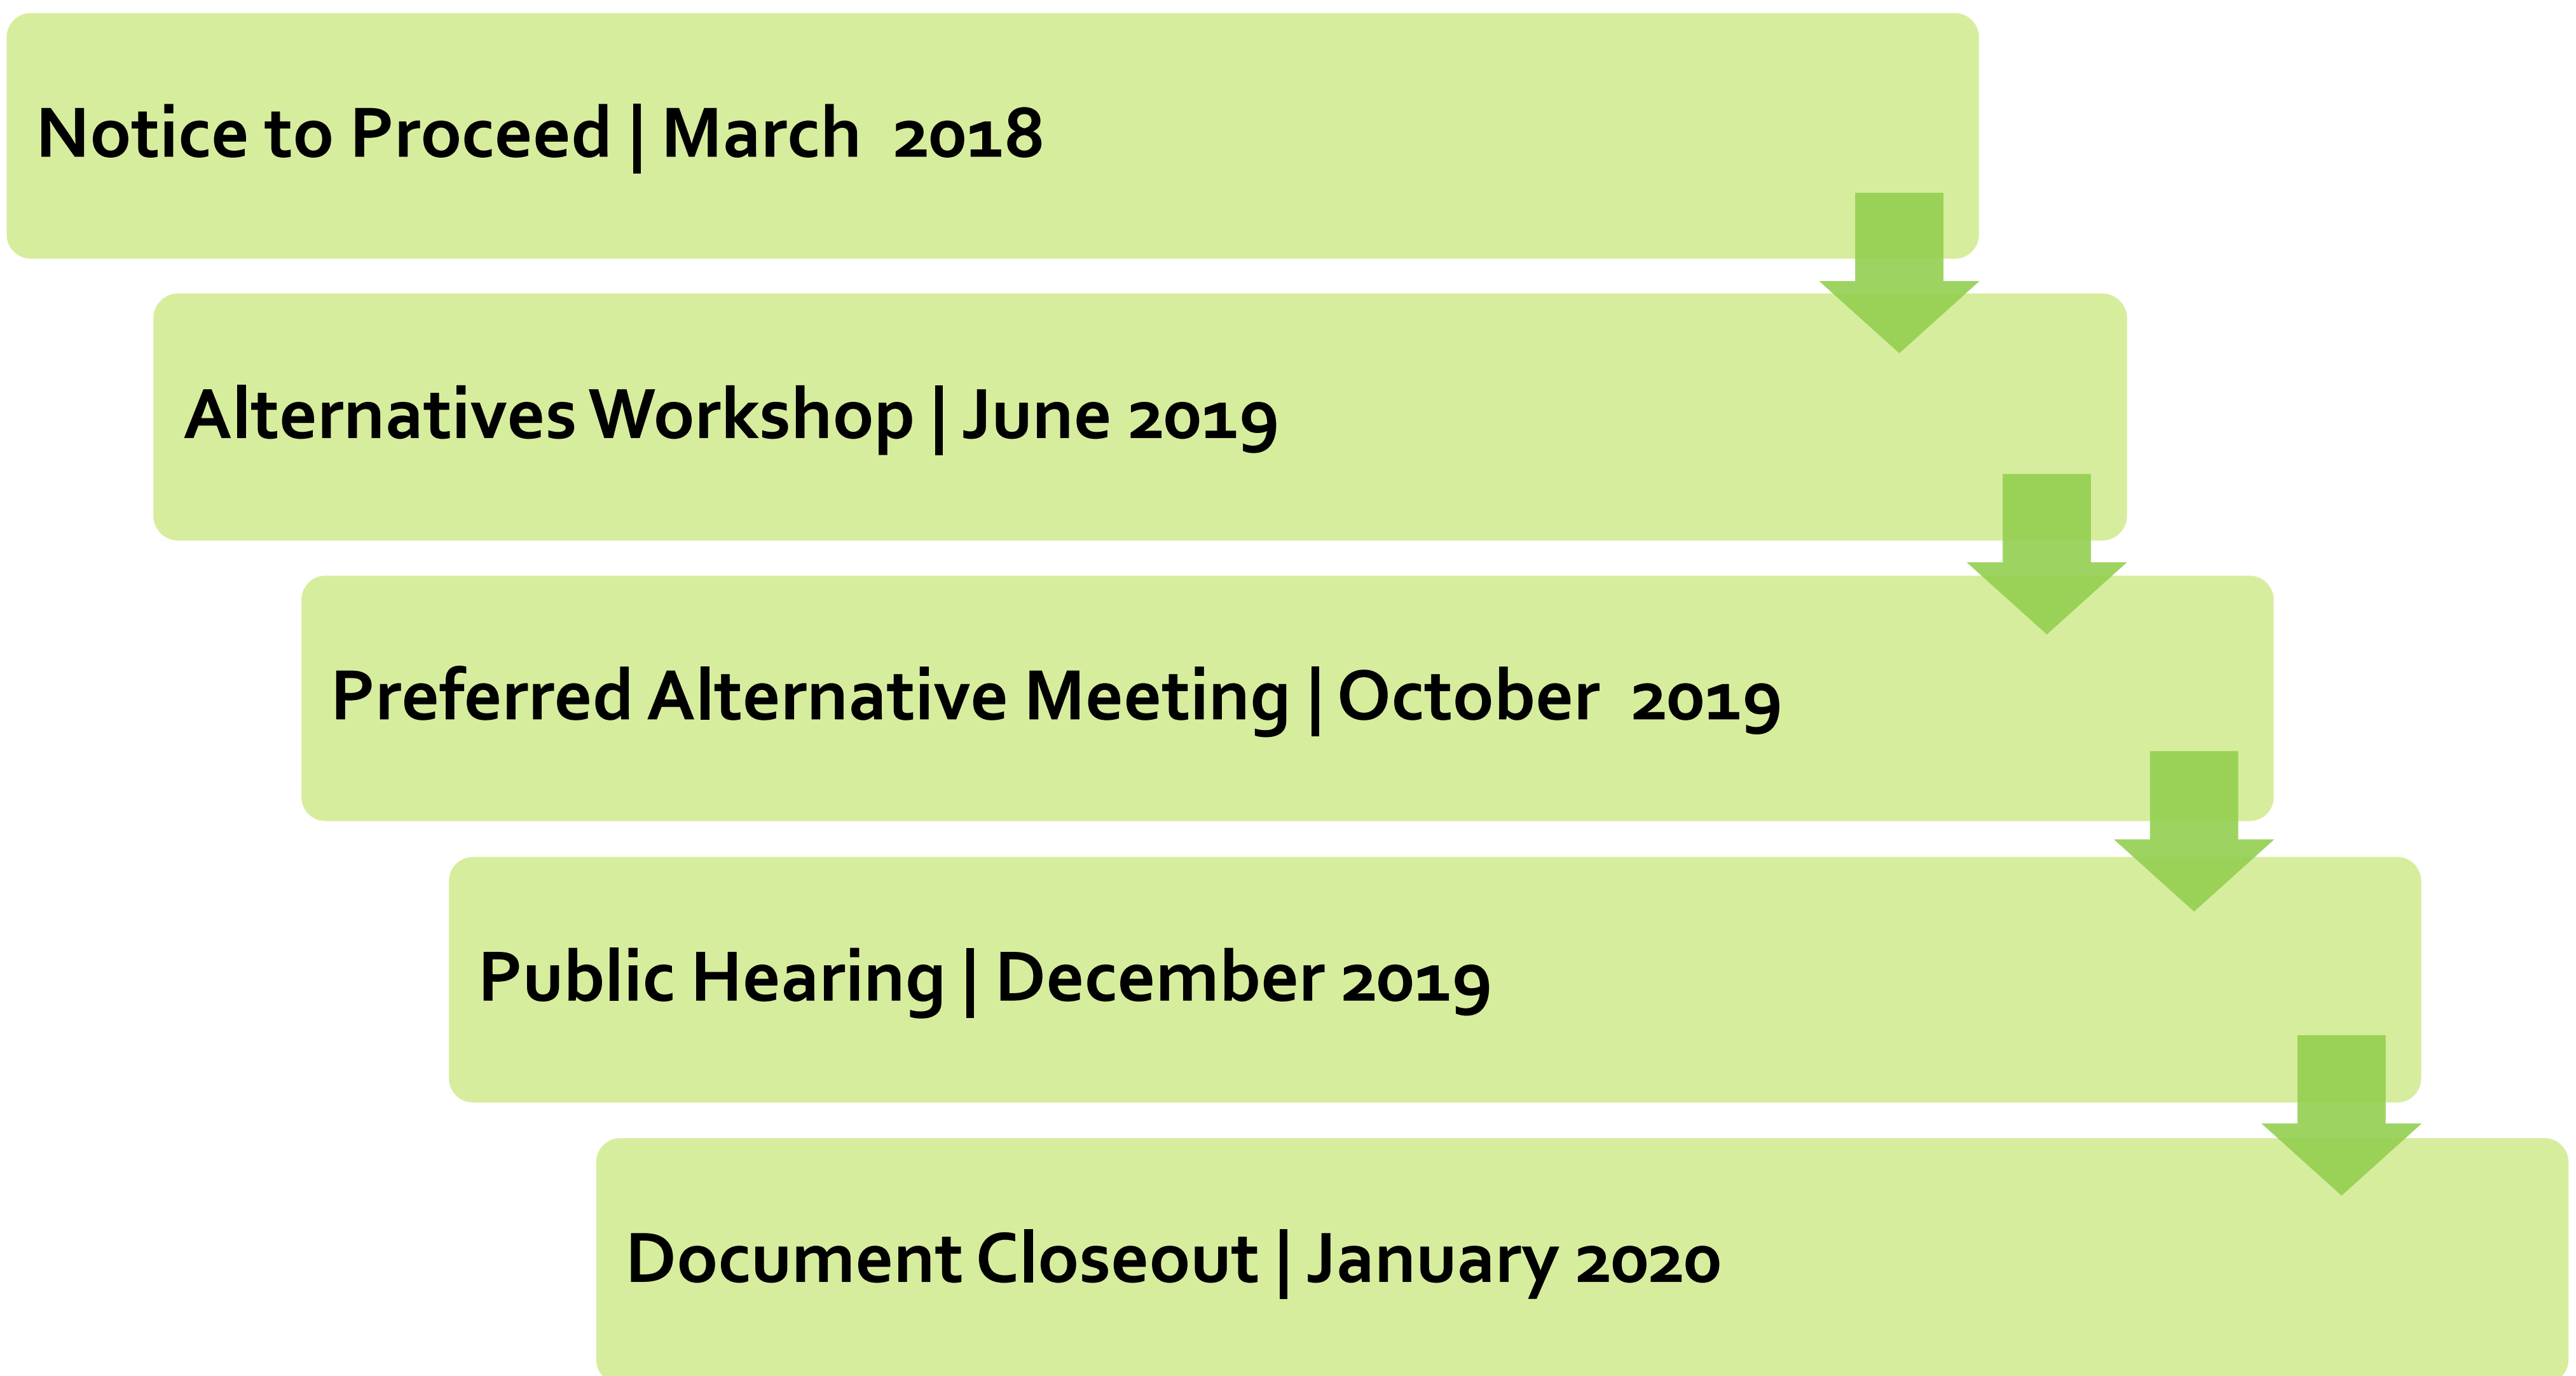 Notice to Proceed | March  2018
Alternatives Workshop | June 2019
Preferred Alternative Meeting | October  2019
Public Hearing | December 2019
Document Closeout | January 2020